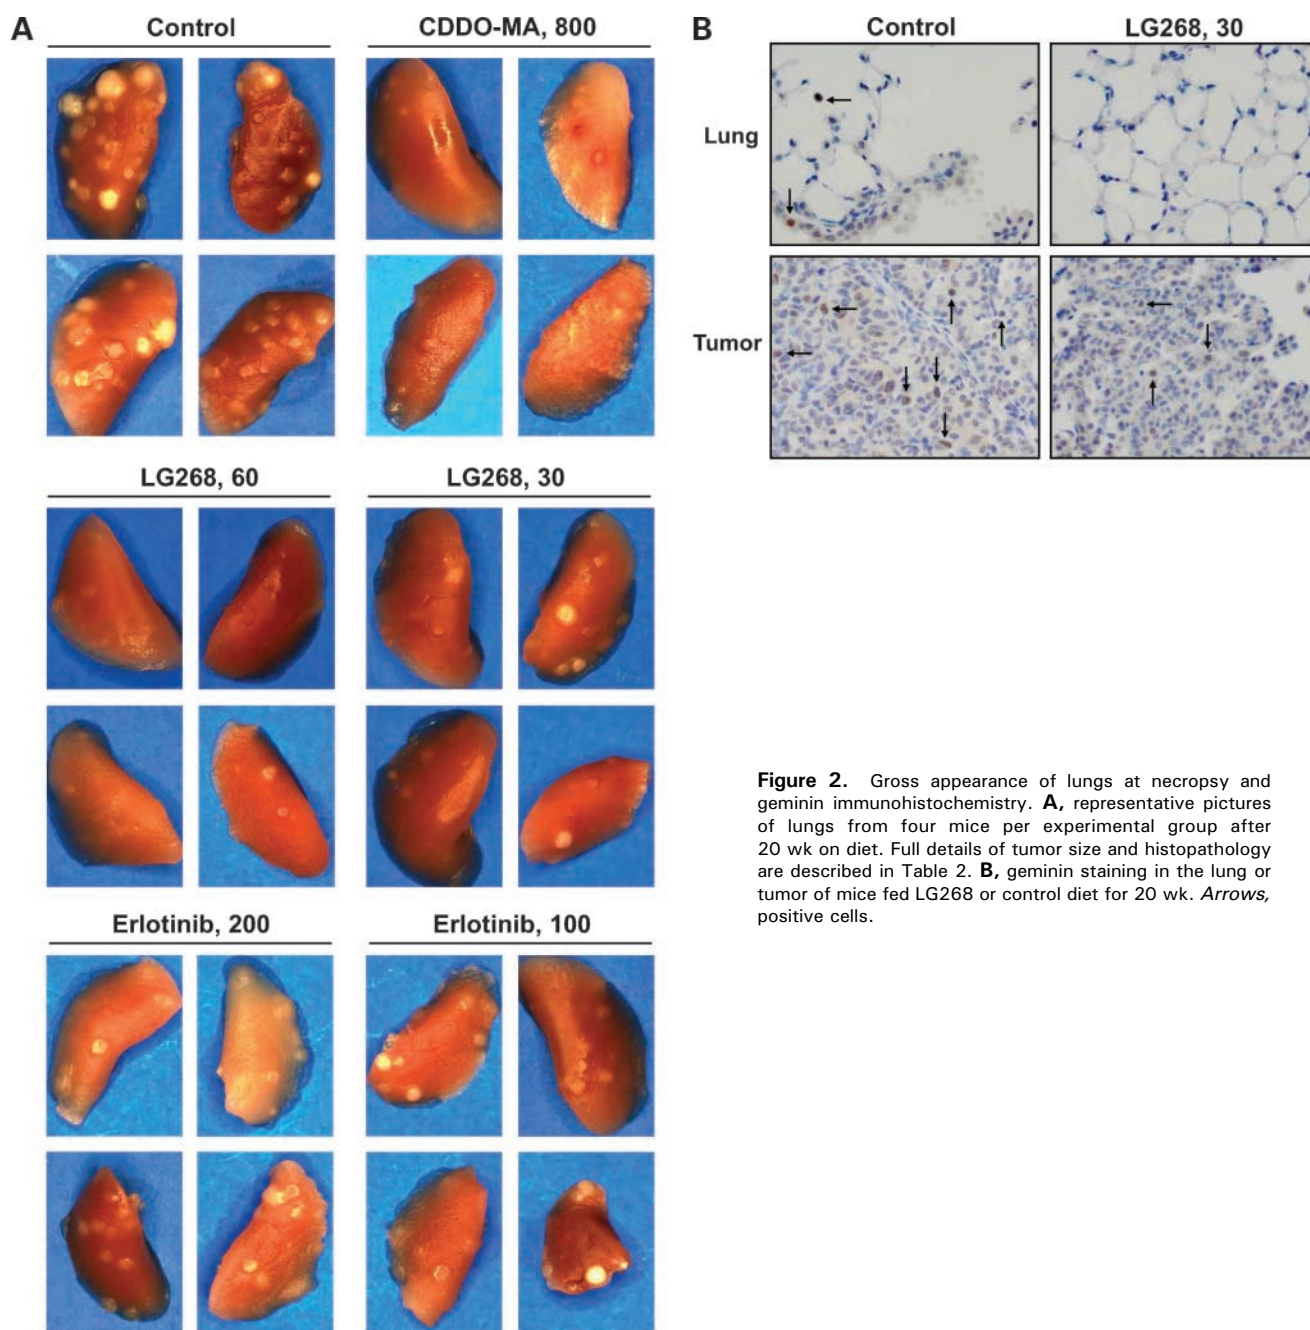 A
Control
CDDO-MA, 800
LG268, 60
LG268, 30
Erlotinib, 200
Erlotinib, 100
B
Control
LG268, 30
Lung
Tumor
Figure 2. Gross appearance of lungs at necropsy and
geminin immunohistochemistry. A, representative pictures
of lungs from four mice per experimental group after
20 wk on diet. Full details of tumor size and histopathology
are described in Table 2. B, geminin staining in the lung or
tumor of mice fed LG268 or control diet for 20 wk. Arrows,
positive cells.